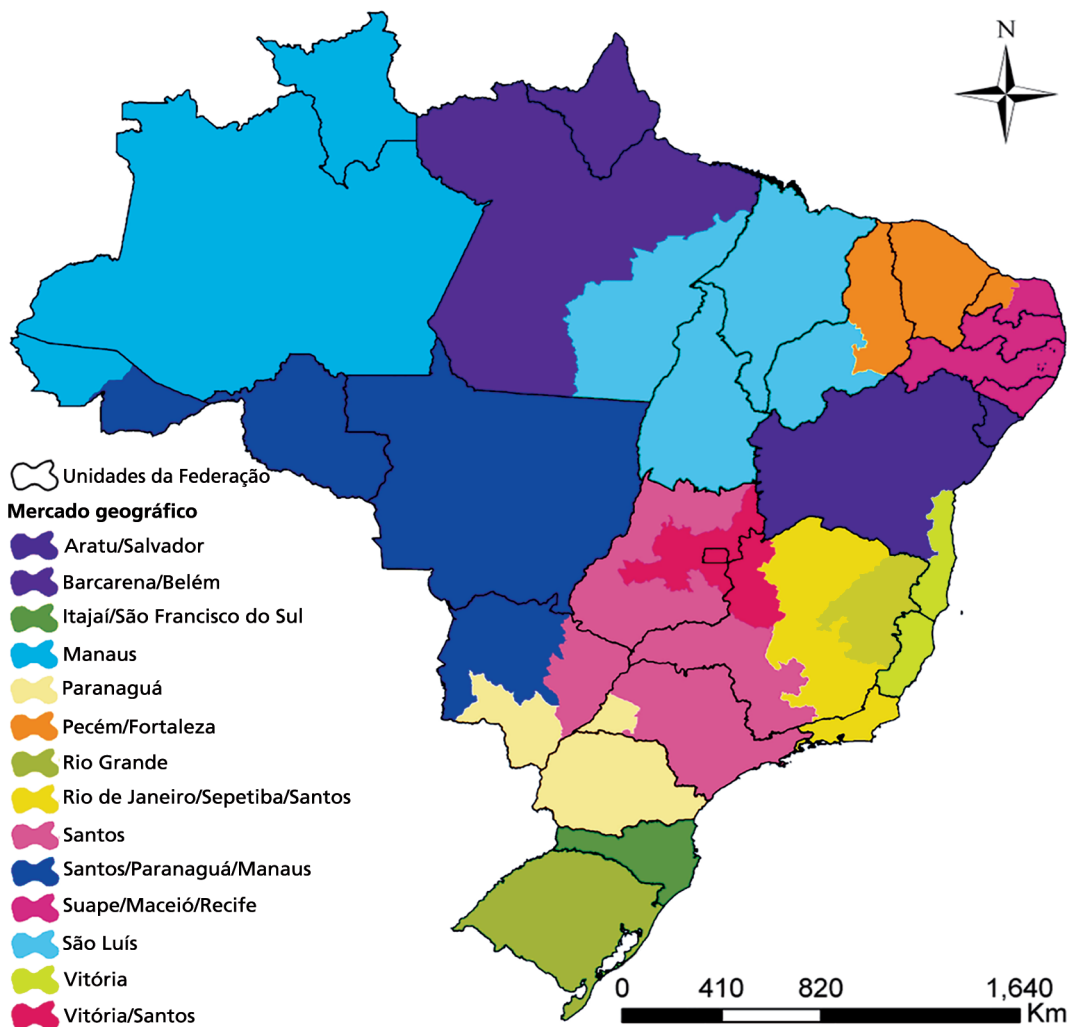 N
Unidades da Federação
Mercado geográfico
Aratu/Salvador
Barcarena/Belém
Itajaí/São Francisco do Sul
Manaus
Paranaguá
Pecém/Fortaleza
Rio Grande
Rio de Janeiro/Sepetiba/Santos
Santos
Santos/Paranaguá/Manaus
Suape/Maceió/Recife
São Luís
Vitória
Vitória/Santos
0 410 820 1,640
Km